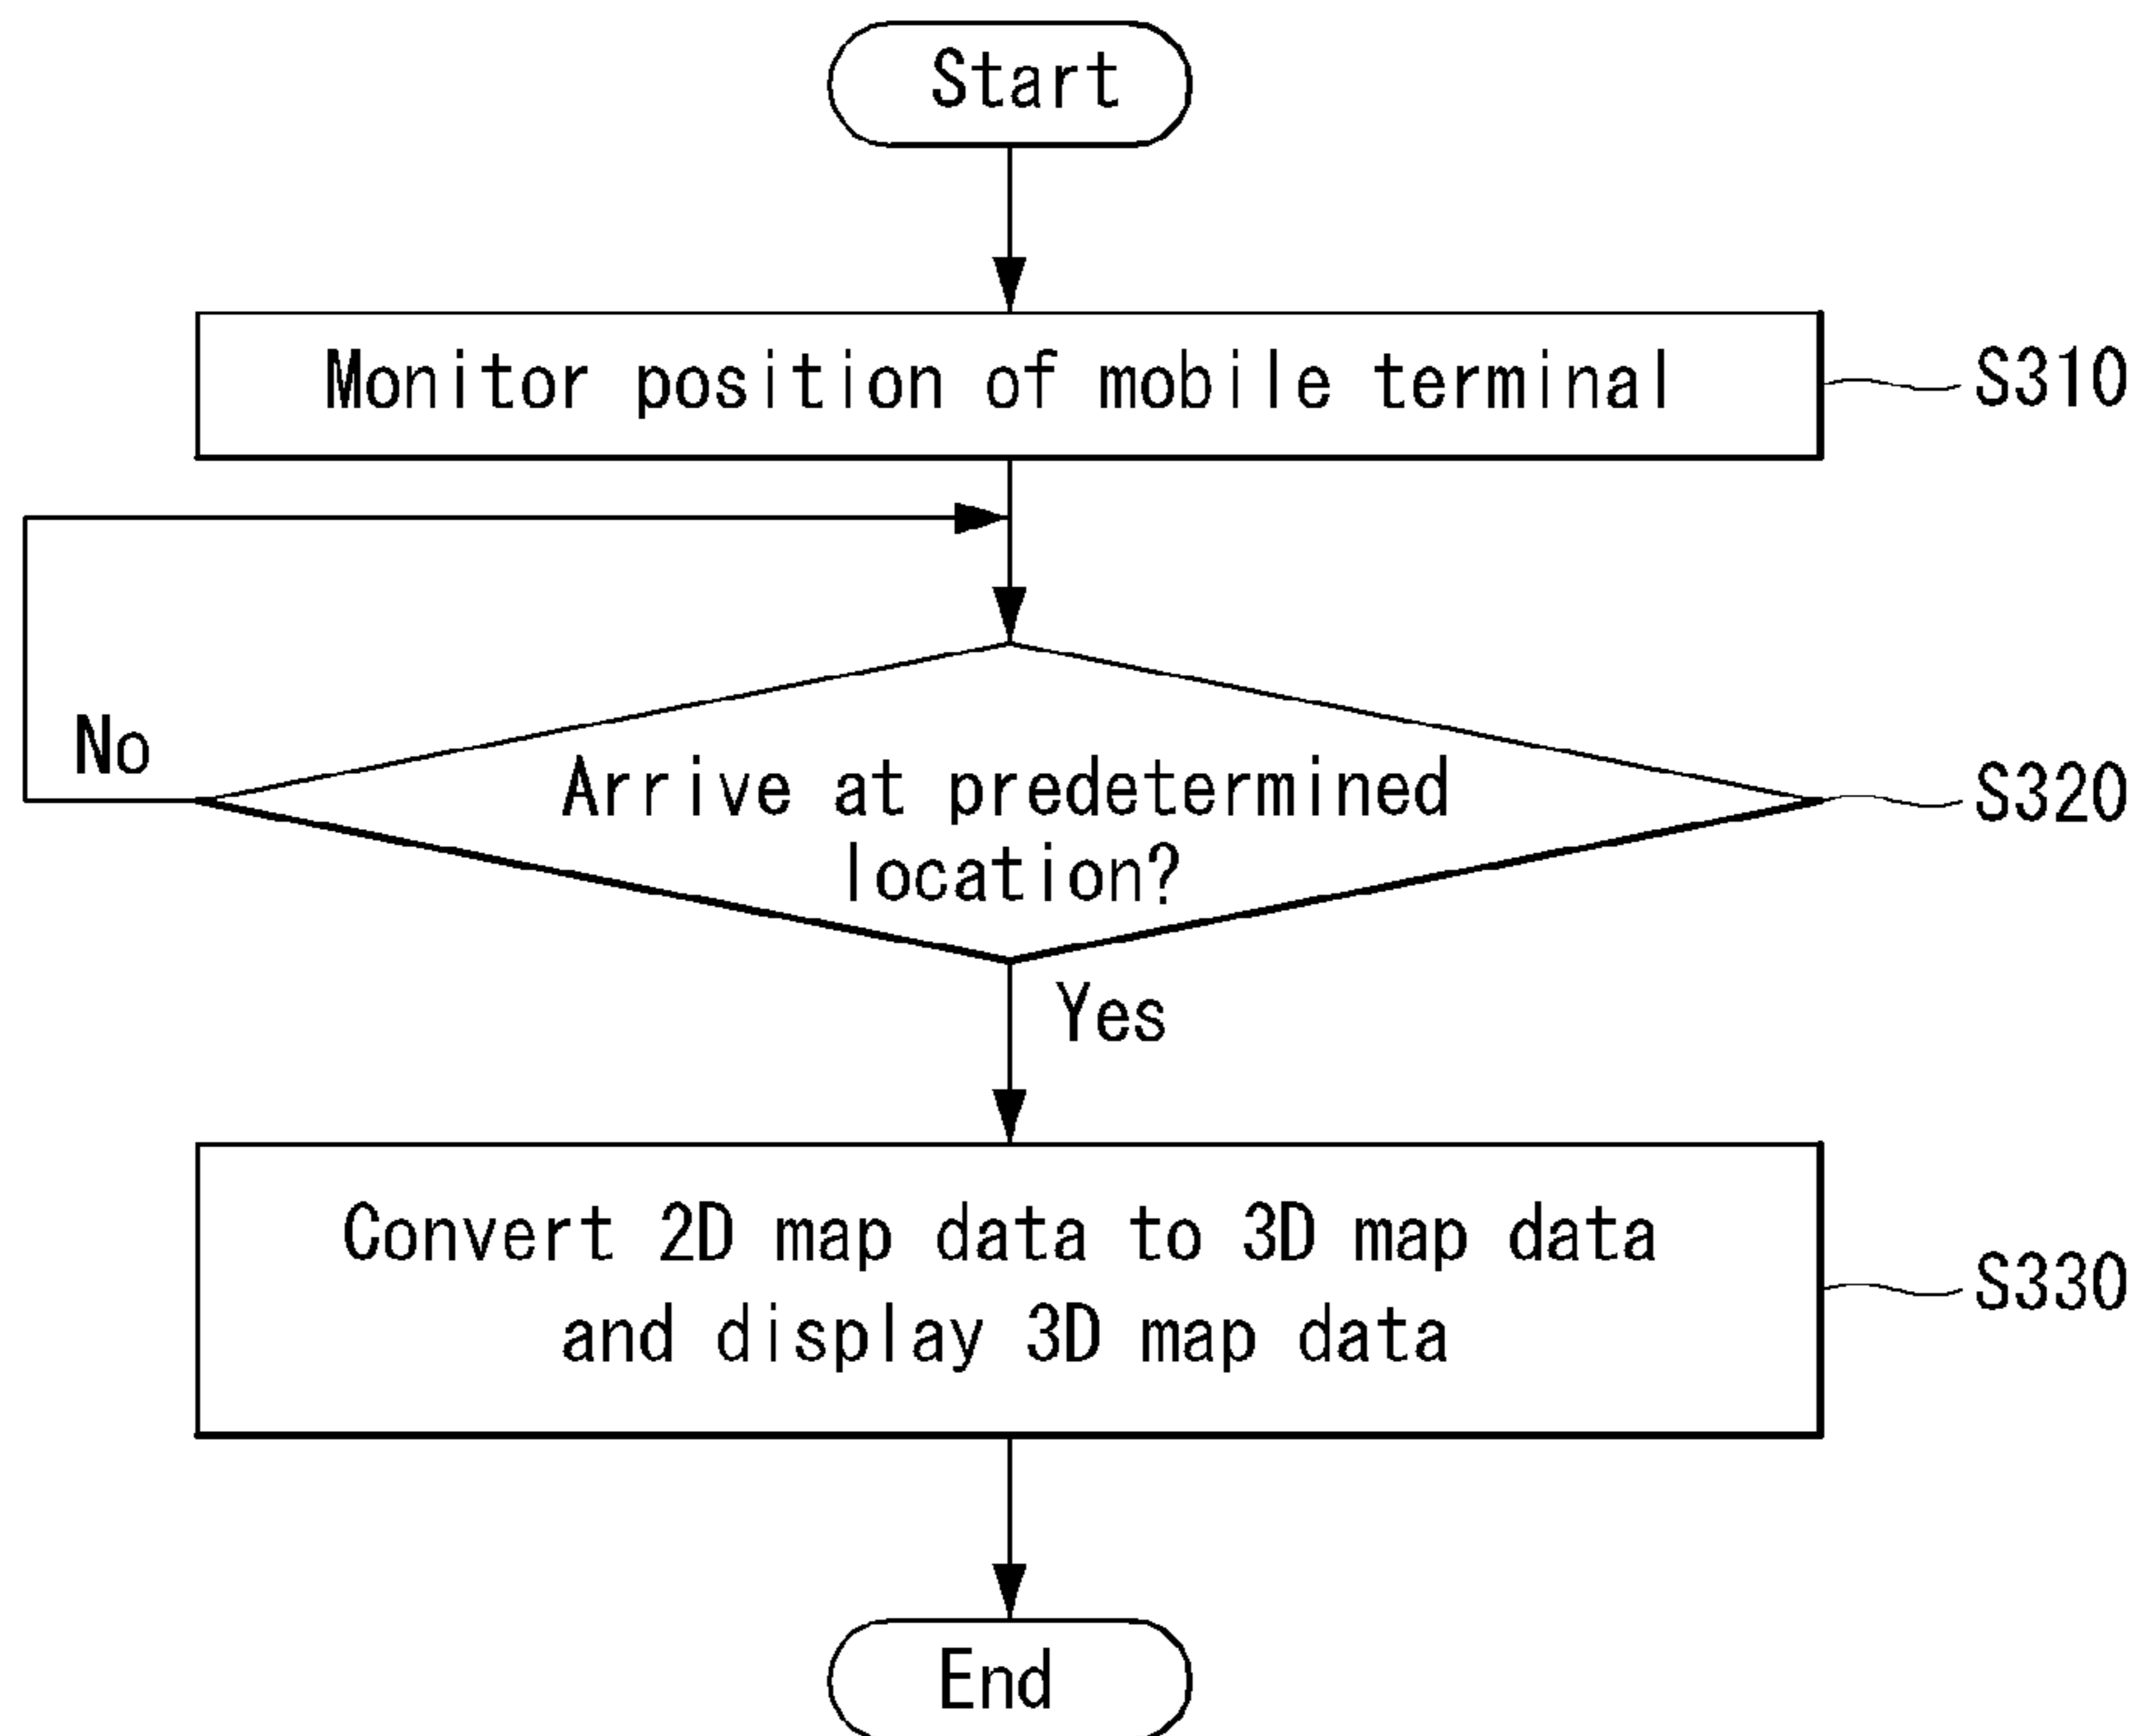 Start
Monitor position of mobile terminal
S310
No
Arrive at predetermined
location?
S320
Yes
Convert 2D map data to 3D map data
and display 3D map data
S330
End